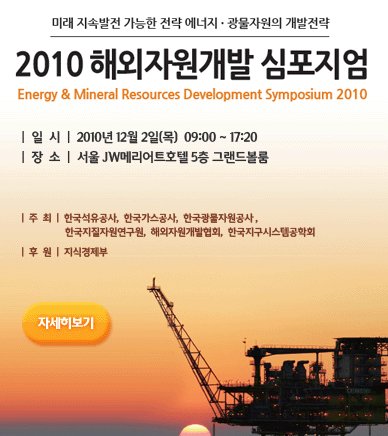 미래 지속발전 가능한 전략 에너지·광물자원의 개발전략
2010 해외자원개발 심포지엄
Energy & Mineral Resources Development Symposium 2010
| 일 시 | 2010년 12월 2일(목) 09:00 ~ 17:20
| 장 소 | 서울 JW메리어트호텔 5층 그랜드볼룸
| 주 최 | 한국석유공사, 한국가스공사, 한국광물자원공사,
한국지질자원연구원, 해외자원개발협회, 한국지구시스템공학회
| 후 원 | 지식경제부
자세히보기